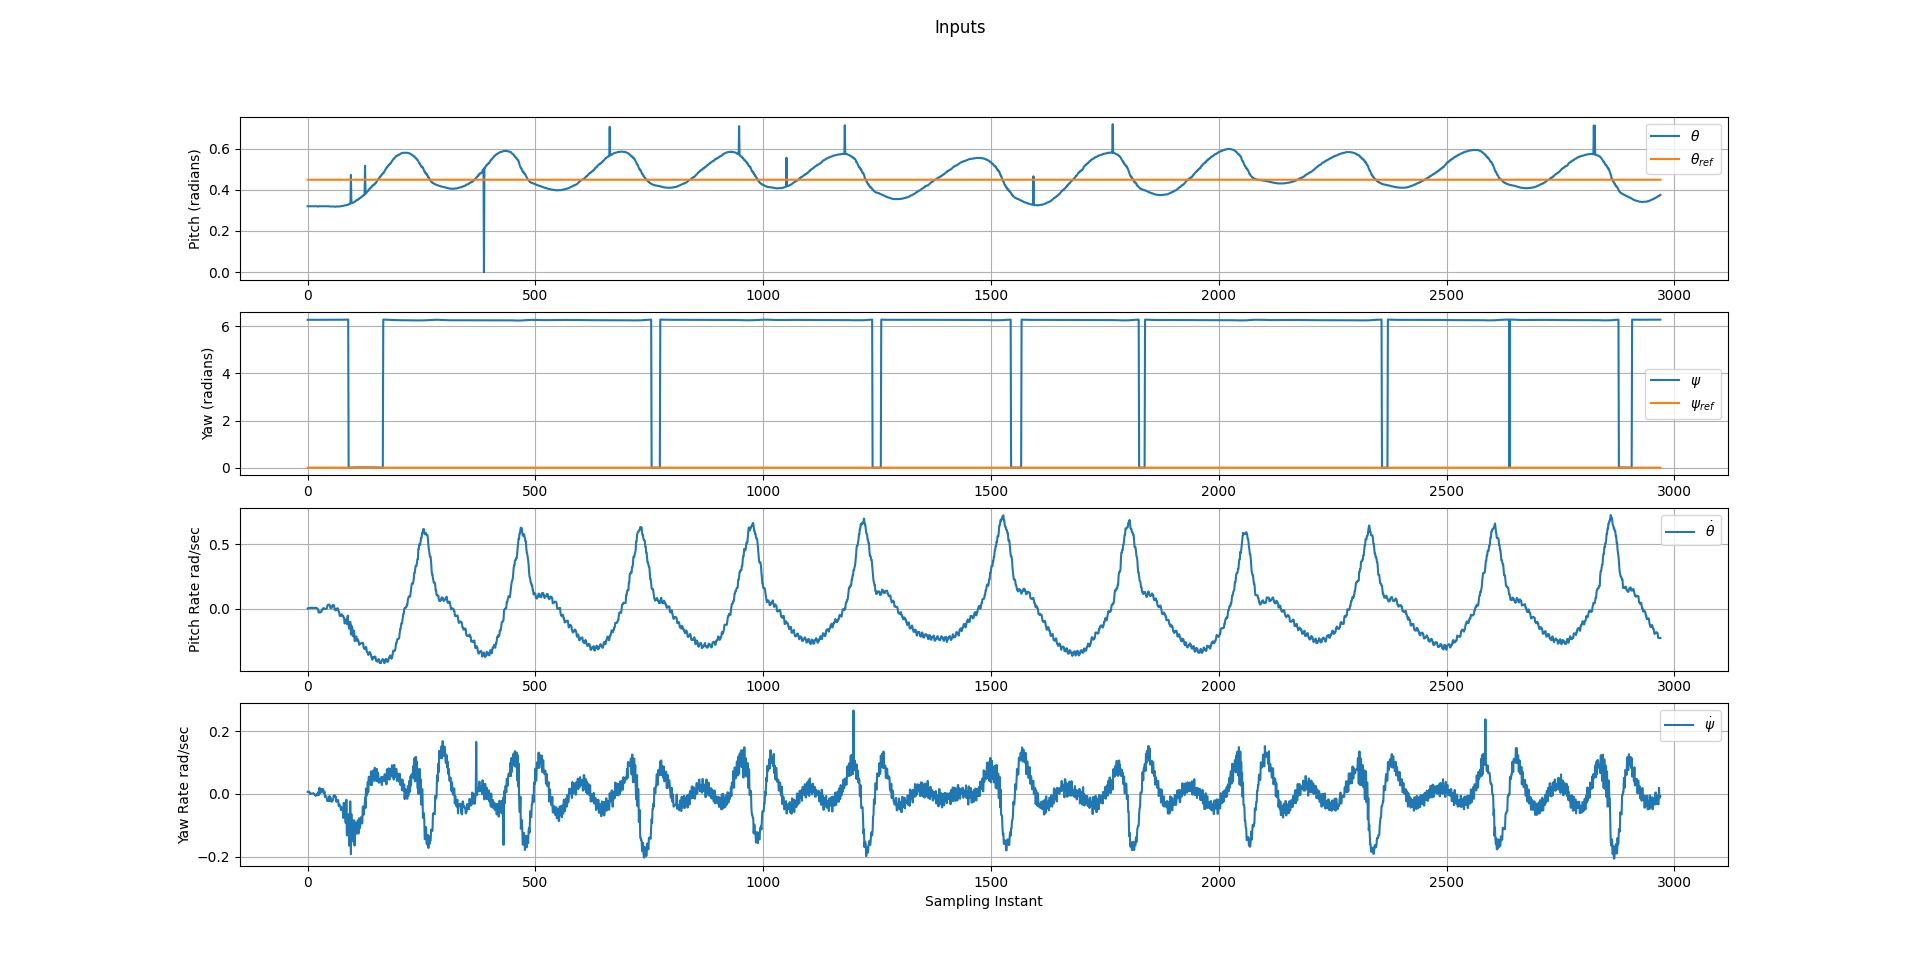 Inputs
Pitch (radians)
0.6
0.4
0.2
0.0
θ
θref
0 500 1000 1500 2000 2500 3000
Yaw (radians)
6
4
2
0
ψ
ψref
0 500 1000 1500 2000 2500 3000
Pitch Rate rad/sec
0.5
0.0
θ̇
0 500 1000 1500 2000 2500 3000
Yaw Rate rad/sec
0.2
0.0
−0.2
ψ̇
0 500 1000 1500 2000 2500 3000
Sampling Instant